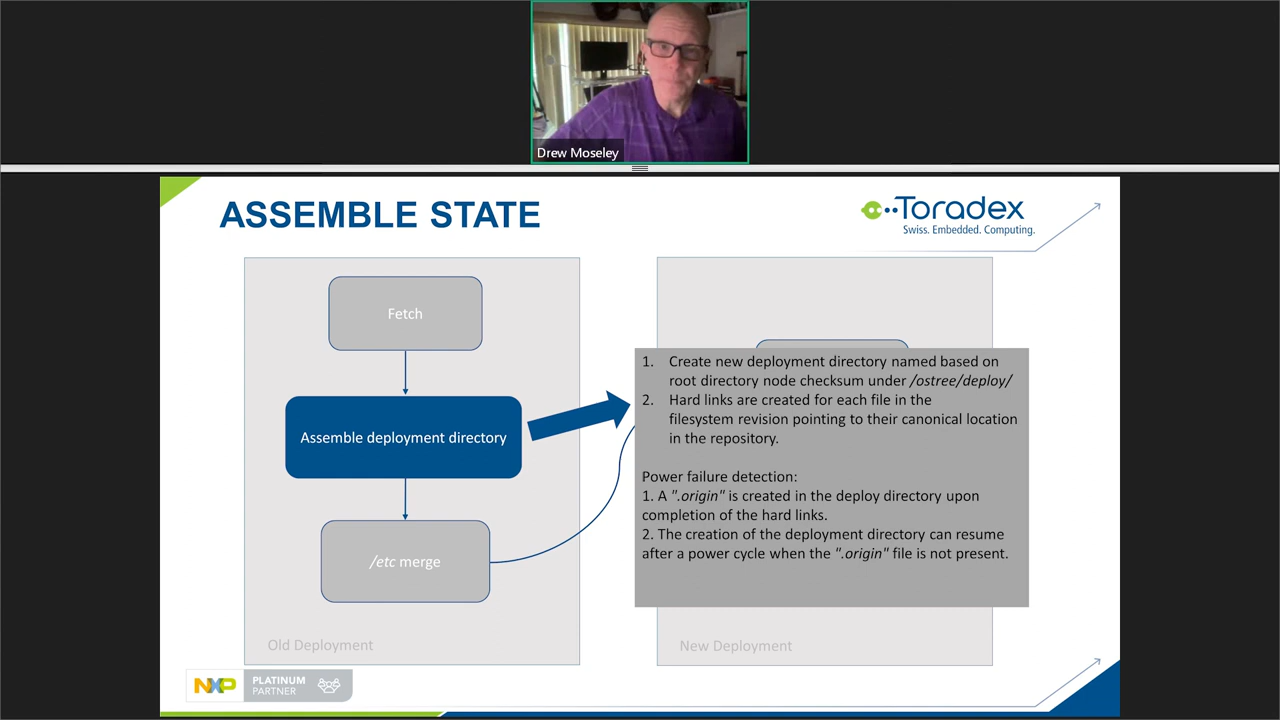 Drew Moseley
ASSEMBLE STATE
Toradex
Swiss. Embedded. Computing.
Fetch
Assemble deployment directory
/etc merge
Old Deployment
1. Create new deployment directory named based on
root directory node checksum under /ostree/deploy/
2. Hard links are created for each file in the
filesystem revision pointing to their canonical location
in the repository.
Power failure detection:
1. A ".origin" is created in the deploy directory upon
completion of the hard links.
2. The creation of the deployment directory can resume
after a power cycle when the ".origin" file is not present.
New Deployment
NXP
PLATINUM
PARTNER